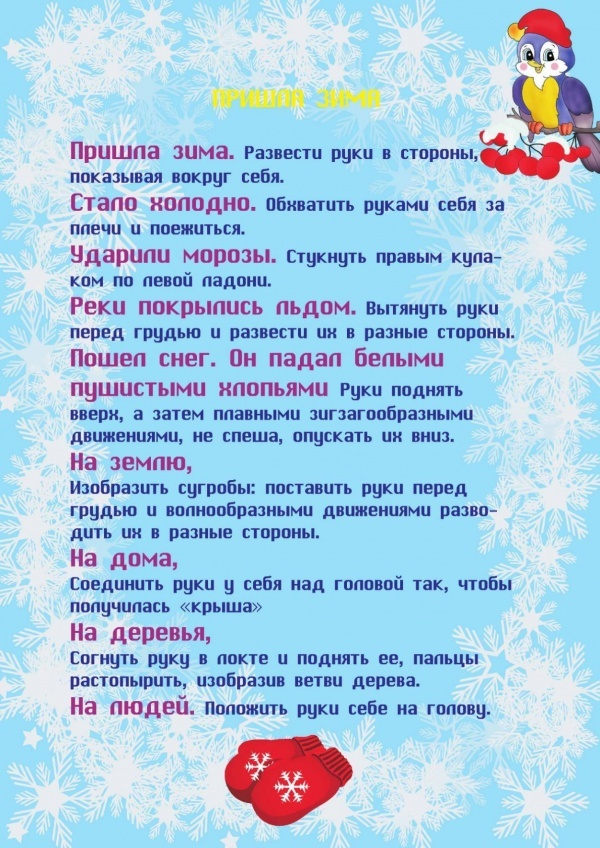 ПРИШЛА ЗИМА
Пришла зима. Развести руки в стороны,
показывая вокруг себя.
Стало холодно. Обхватить руками себя за
плечи и поежиться.
Ударили морозы. Стукнуть правым кула-
ком по левой ладони.
Реки покрылись льдом. Вытянуть руки
перед грудью и развести их в разные стороны.
Пошел снег. Он падал белыми
пушистыми хлопьями Руки поднять
вверх, а затем плавными зигзагообразными
движениями, не спеша, опускать их вниз.
На землю,
Изобразить сугробы: поставить руки перед
грудью и волнообразными движениями разво-
дить их в разные стороны.
На дома,
Соединить руки у себя над головой так, чтобы
получилась «крыша»
На деревья,
Согнуть руку в локте и поднять ее, пальцы
растопырить, изобразив ветви дерева.
На людей. Положить руки себе на голову.